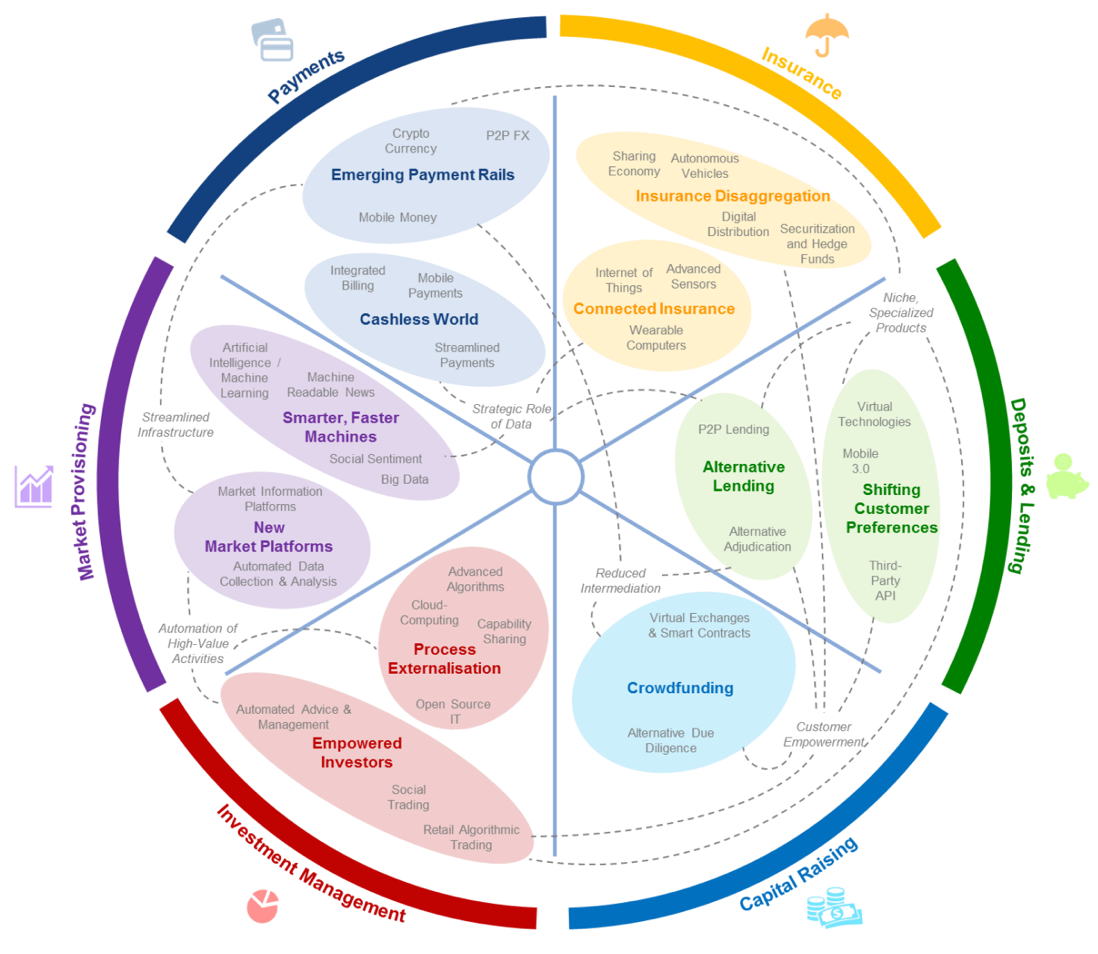 Payments
Insurance
Crypto
Currency
P2P FX
Emerging Payment Rails
Mobile Money
Sharing
Economy
Autonomous
Vehicles
Insurance Disaggregation
Digital
Distribution
Securitization
and Hedge
Funds
Integrated
Billing
Mobile
Payments
Cashless World
Streamlined
Payments
Internet of
Things
Advanced
Sensors
Connected Insurance
Wearable
Computers
Niche,
Specialized
Products
Artificial
Intelligence /
Machine
Learning
Machine
Readable News
Smarter, Faster
Machines
Social Sentiment
Big Data
Streamlined
Infrastructure
Strategic Role
of Data
Market Provisioning
Market Information
Platforms
New
Market Platforms
Automated Data
Collection & Analysis
P2P Lending
Alternative
Lending
Alternative
Adjudication
Virtual
Technologies
Mobile
3.0
Shifting
Customer
Preferences
Third-
Party
API
Deposits & Lending
Automation of
High-Value
Activities
Advanced
Algorithms
Cloud-
Computing
Capability
Sharing
Process
Externalisation
Open Source
IT
Reduced
Intermediation
Virtual Exchanges
& Smart Contracts
Crowdfunding
Alternative Due
Diligence
Customer
Empowerment
Automated Advice &
Management
Empowered
Investors
Social
Trading
Retail Algorithmic
Trading
Investment Management
Capital Raising
$